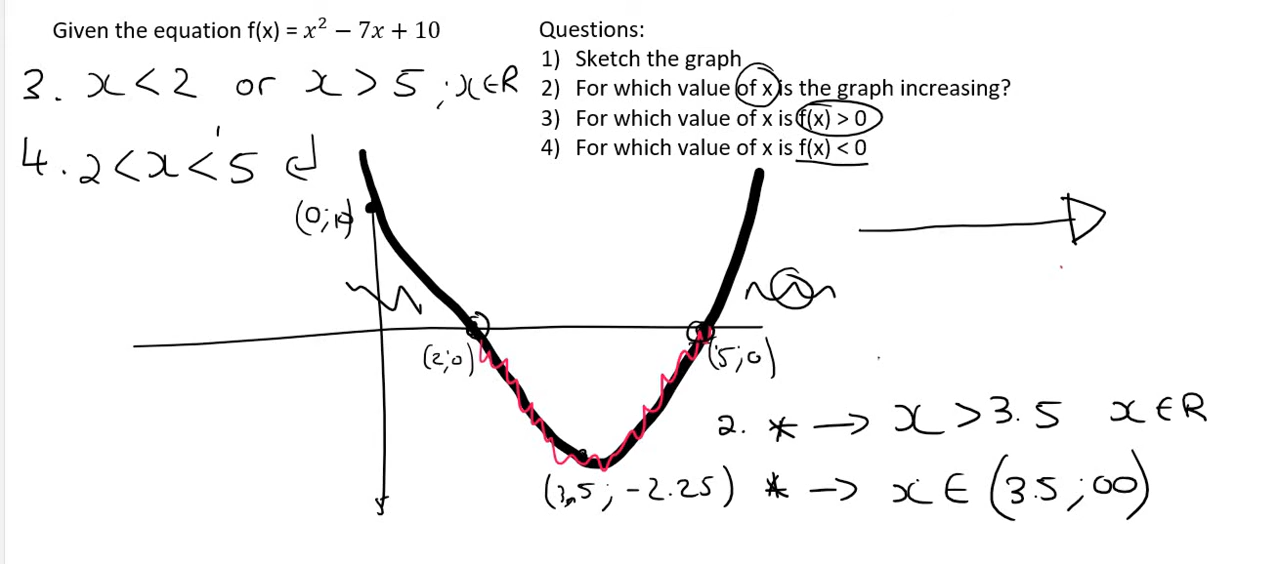 Given the equation f(x) = x² − 7x + 10
Questions:
1) Sketch the graph
2) For which value of x is the graph increasing?
3) For which value of x is f(x) > 0
4) For which value of x is f(x) < 0
3. x < 2 or x > 5 ; x ∈ R
4. 2 < x < 5
(2;0)
(5;0)
(3,5 ; -2.25)
2. * → x > 3.5 x ∈ R
* → x ∈ (3.5 ; ∞)